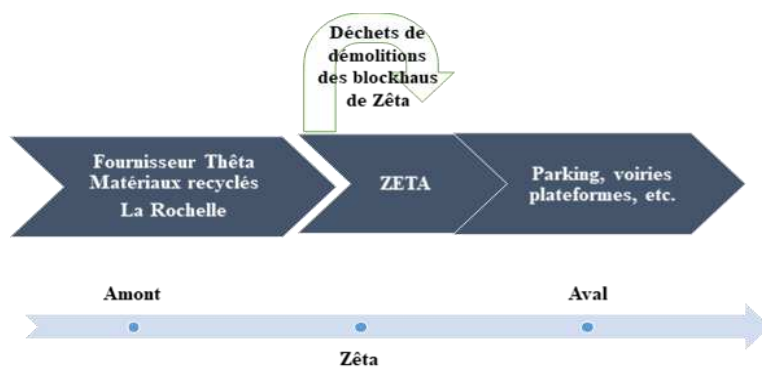 Déchets de
démolitions
des blockhaus
de Zêta
Fournisseur Thêta
Matériaux recyclés
La Rochelle
ZETA
Parking, voiries
plateformes, etc.
Amont
Aval
Zêta